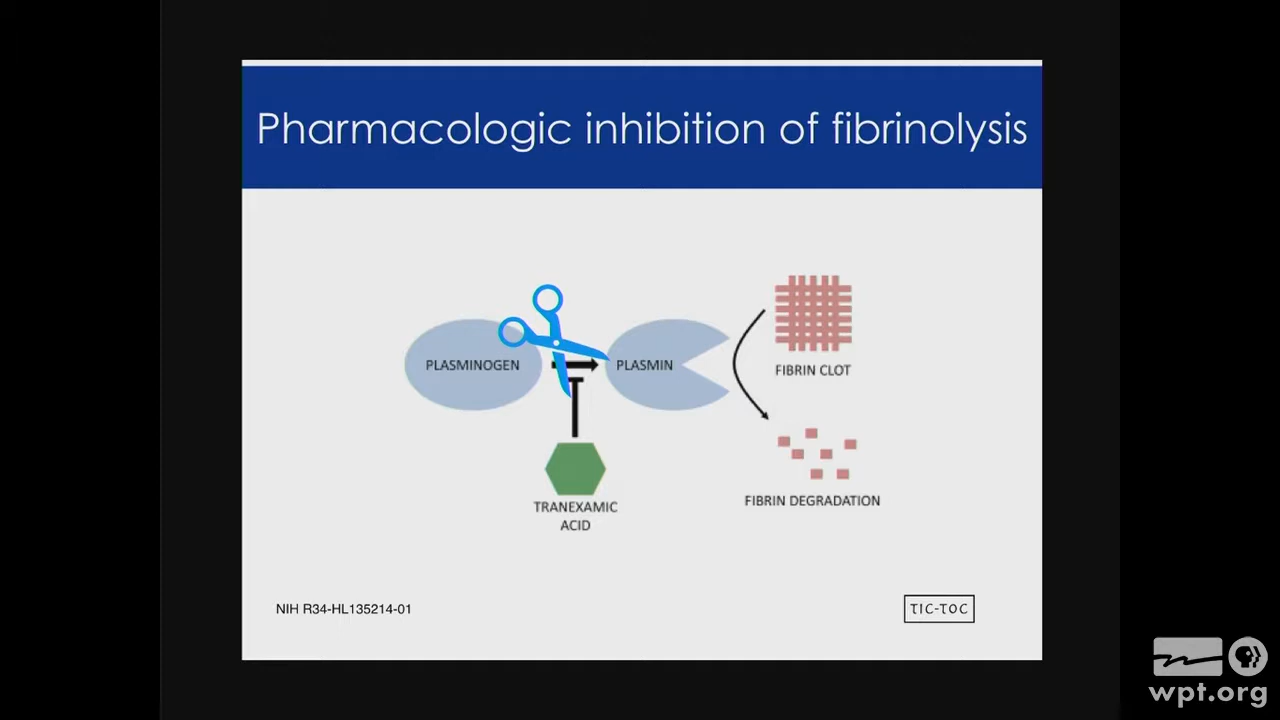 Pharmacologic inhibition of fibrinolysis
PLASMINOGEN
PLASMIN
FIBRIN CLOT
TRANEXAMIC
ACID
FIBRIN DEGRADATION
NIH R34-HL135214-01
TIC-TOC
wpt.org